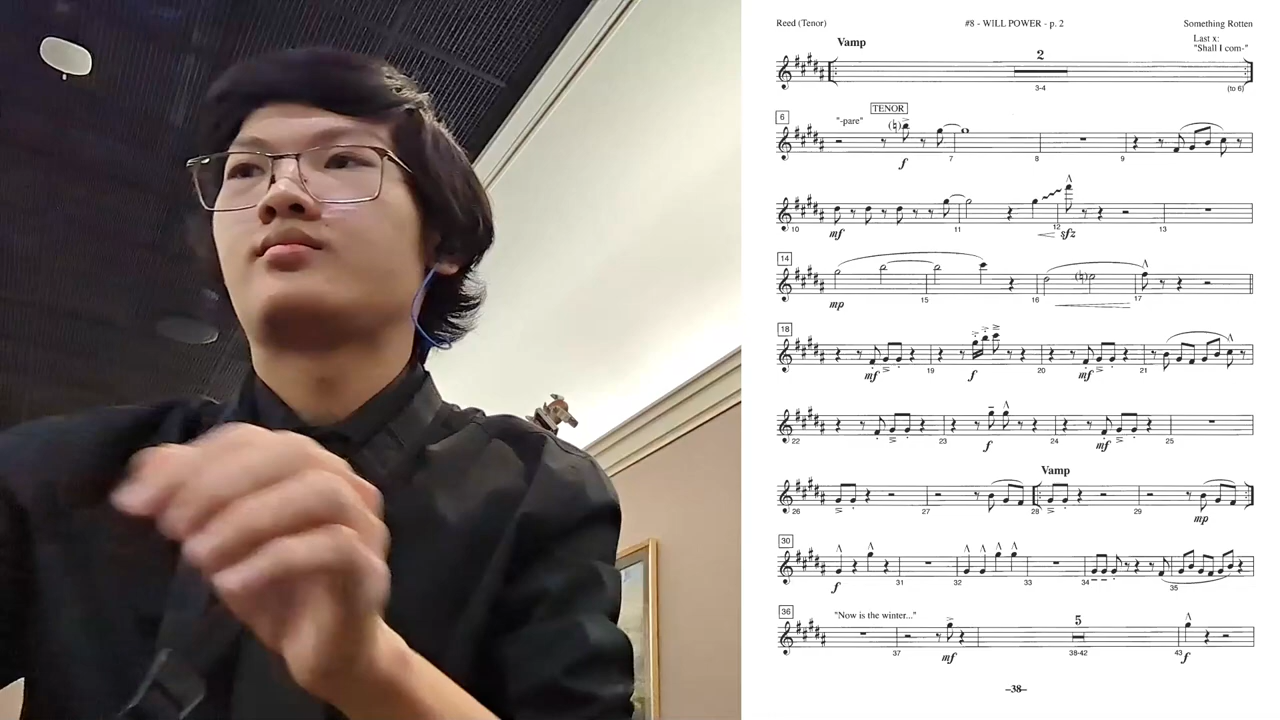 Reed (Tenor) #8 - WILL POWER - p. 2 Something Rotten
Vamp
2
Last x:
"Shall I com-"
3-4
(to 6)
6
"-pare"
TENOR
f
7
8
9
10
mf
11
12
sfz
13
14
mp
15
16
17
18
mf
19
f
20
mf
21
22
23
f
24
mf
25
Vamp
26
27
28
29
mp
30
f
31
32
33
34
35
36
"Now is the winter..."
5
37
mf
38-42
43
f
–38–